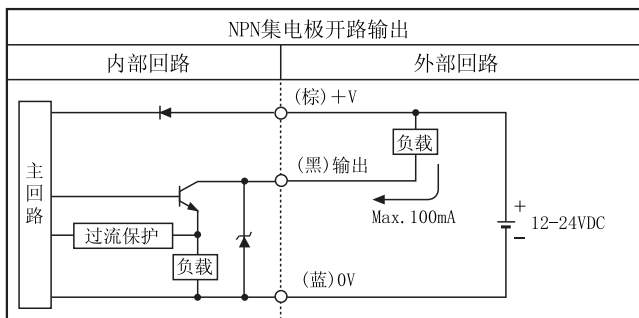 NPN集电极开路输出
内部回路
外部回路
(棕)+V
负载
主回路
(黑)输出
Max. 100mA
过流保护
负载
+
12-24VDC
−
(蓝)0V